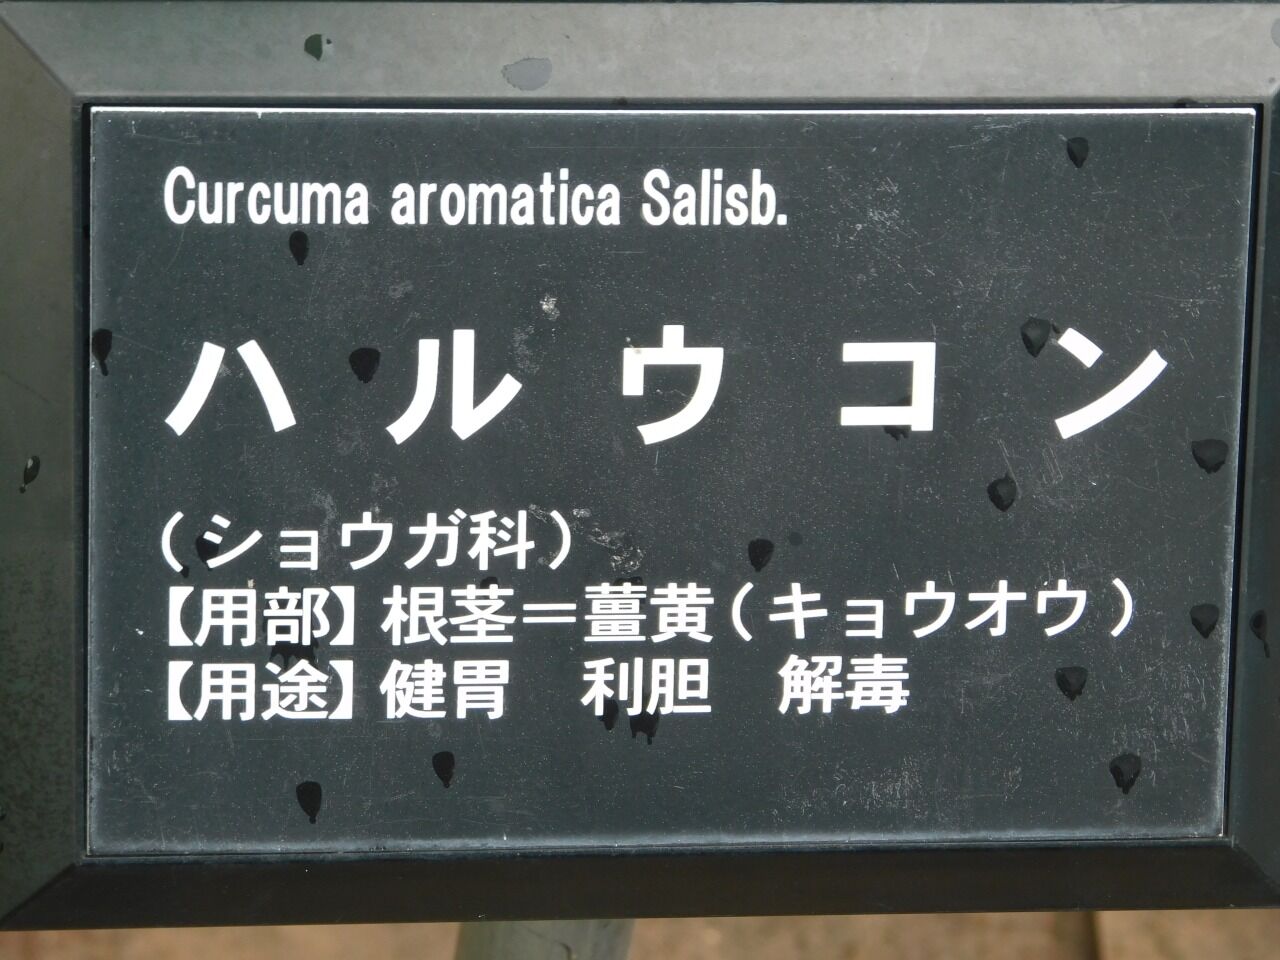 Curcuma aromatica Salisb.
ハルウコン
（ショウガ科）
【用部】根茎＝薑黄（キョウオウ）
【用途】健胃　利胆　解毒